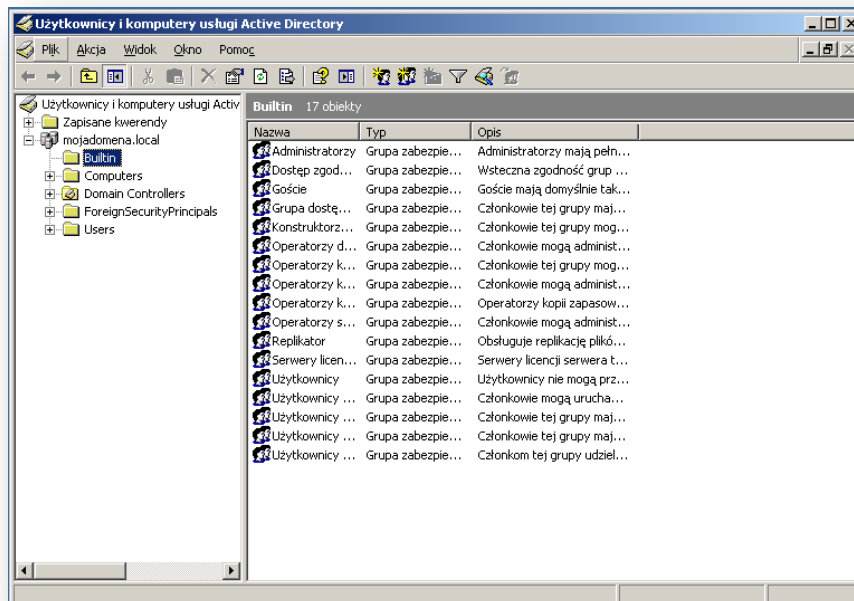 Użytkownicy i komputery usługi Active Directory
Plik Akcja Widok Okno Pomoc
Użytkownicy i komputery usługi Activ
Zapisane kwerendy
mojadomena.local
Builtin
Computers
Domain Controllers
ForeignSecurityPrincipals
Users
Builtin 17 obiekty
Nazwa Typ Opis
Administratorzy Grupa zabezpie... Administratorzy mają pełn...
Dostęp zgod... Grupa zabezpie... Wsteczna zgodność grup ...
Goście Grupa zabezpie... Goście mają domyślnie tak...
Grupa dostę... Grupa zabezpie... Członkowie tej grupy maj...
Konstruktorz... Grupa zabezpie... Członkowie tej grupy mog...
Operatorzy d... Grupa zabezpie... Członkowie mogą administ...
Operatorzy k... Grupa zabezpie... Członkowie tej grupy mog...
Operatorzy k... Grupa zabezpie... Członkowie mogą administ...
Operatorzy k... Grupa zabezpie... Operatorzy kopii zapasow...
Operatorzy s... Grupa zabezpie... Członkowie mogą administ...
Replikator Grupa zabezpie... Obsługuje replikację plikó...
Serwery licen... Grupa zabezpie... Serwery licencji serwera t...
Użytkownicy Grupa zabezpie... Użytkownicy nie mogą prz...
Użytkownicy ... Grupa zabezpie... Członkowie mogą urucha...
Użytkownicy ... Grupa zabezpie... Członkowie tej grupy maj...
Użytkownicy ... Grupa zabezpie... Członkowie tej grupy maj...
Użytkownicy ... Grupa zabezpie... Członkom tej grupy udziel...